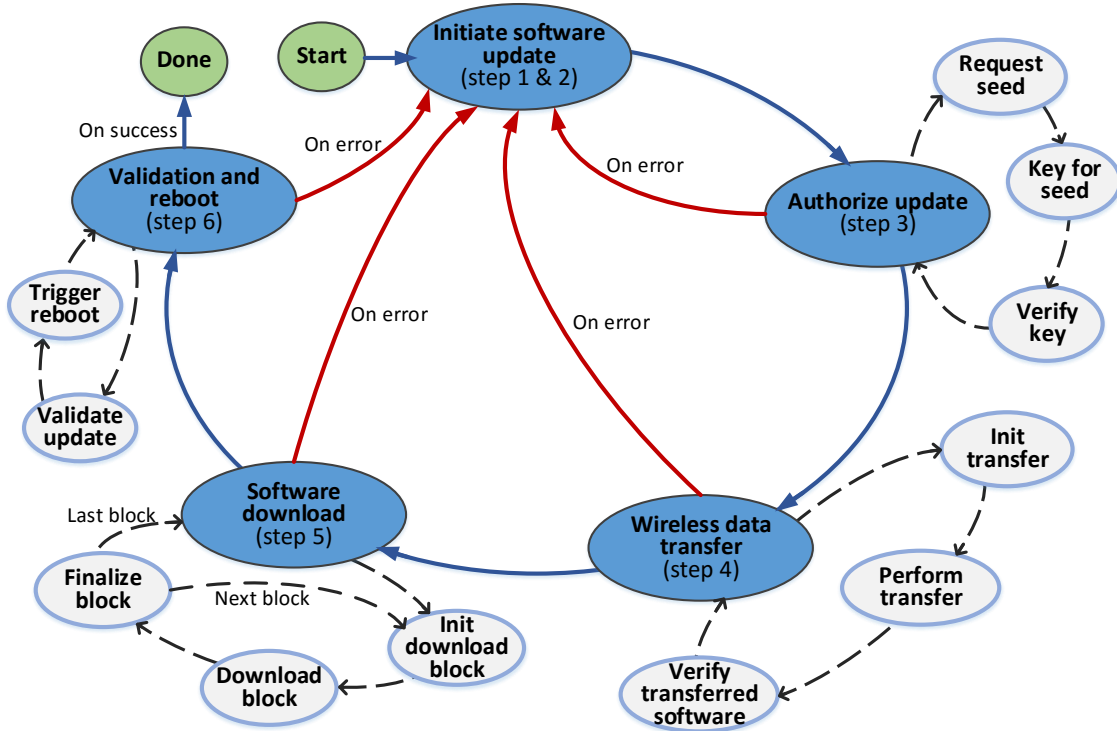 Initiate software
update
(step 1 & 2)
Start
Done
On success
On error
Validation and
reboot
(step 6)
On error
Authorize update
(step 3)
Request
seed
Key for
seed
Verify
key
Trigger
reboot
Validate
update
On error
On error
Init
transfer
Software
download
(step 5)
Wireless data
transfer
(step 4)
Perform
transfer
Verify
transferred
software
Last block
Finalize
block
Next block
Init
download
block
Download
block